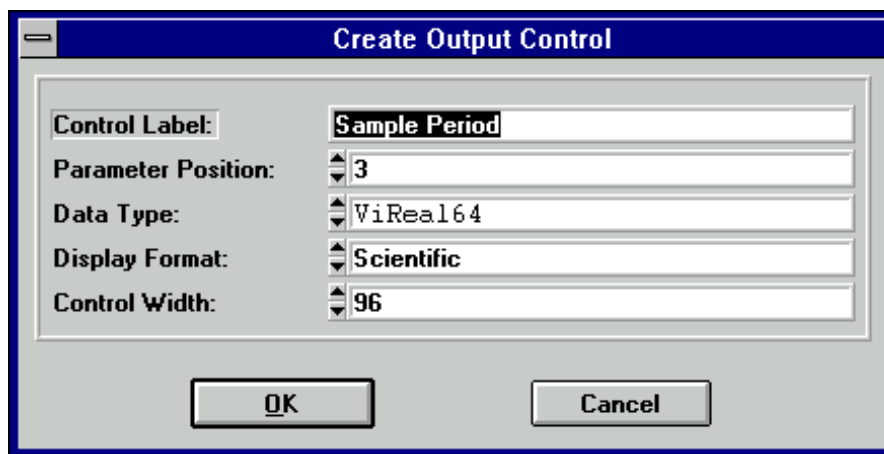 Create Output Control
Control Label: Sample Period
Parameter Position: 3
Data Type: ViReal64
Display Format: Scientific
Control Width: 96
OK Cancel